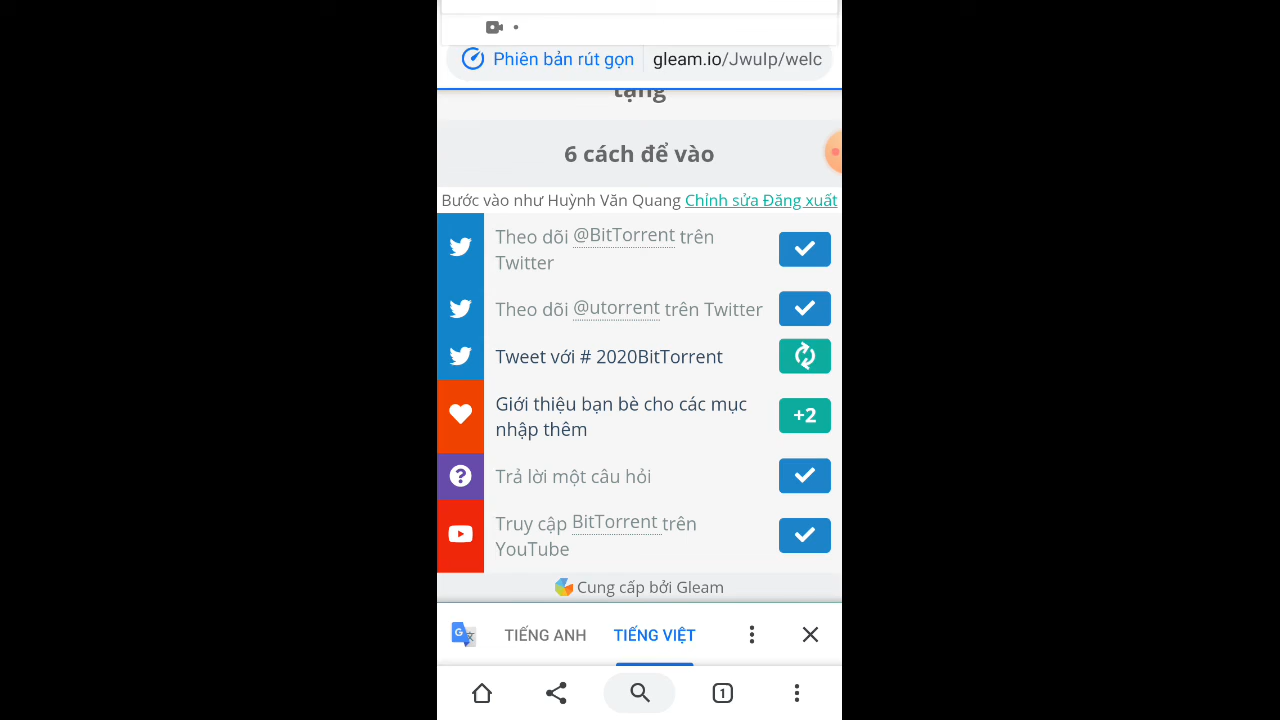 Phiên bản rút gọn gleam.io/Jwulp/welc
tặng
6 cách để vào
Bước vào như Huỳnh Văn Quang Chỉnh sửa Đăng xuất
Theo dõi @BitTorrent trên
Twitter
Theo dõi @utorrent trên Twitter
Tweet với # 2020BitTorrent
Giới thiệu bạn bè cho các mục
nhập thêm
+2
Trả lời một câu hỏi
Truy cập BitTorrent trên
YouTube
Cung cấp bởi Gleam
TIẾNG ANH TIẾNG VIỆT
1